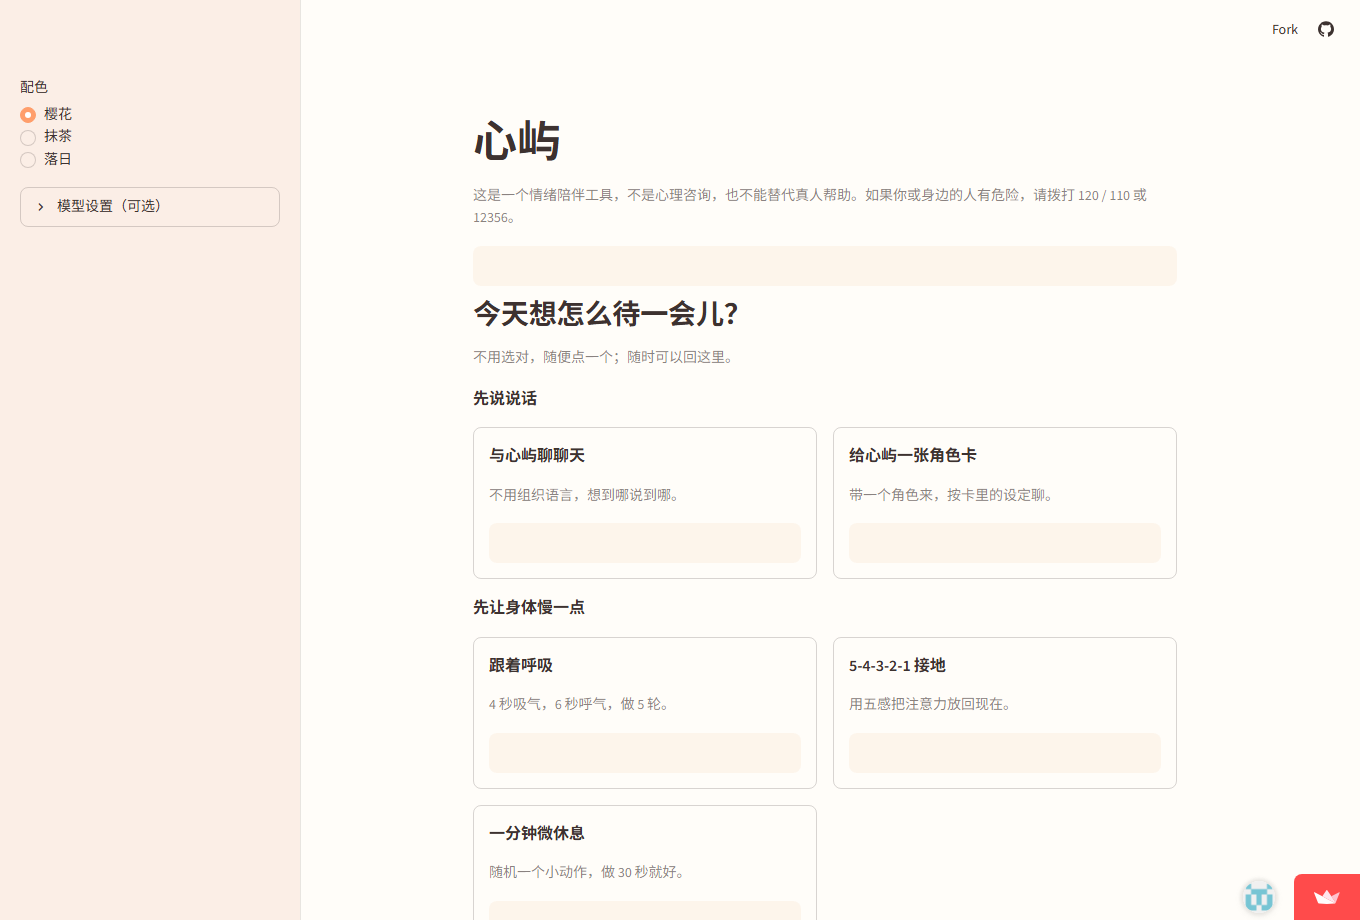 Fork
配色
樱花
抹茶
落日
模型设置（可选）
心屿
这是一个情绪陪伴工具，不是心理咨询，也不能替代真人帮助。如果你或身边的人有危险，请拨打 120 / 110 或
12356。
今天想怎么待一会儿？
不用选对，随便点一个；随时可以回这里。
先说说话
与心屿聊聊天
不用组织语言，想到哪说到哪。
给心屿一张角色卡
带一个角色来，按卡里的设定聊。
先让身体慢一点
跟着呼吸
4 秒吸气，6 秒呼气，做 5 轮。
5-4-3-2-1 接地
用五感把注意力放回现在。
一分钟微休息
随机一个小动作，做 30 秒就好。